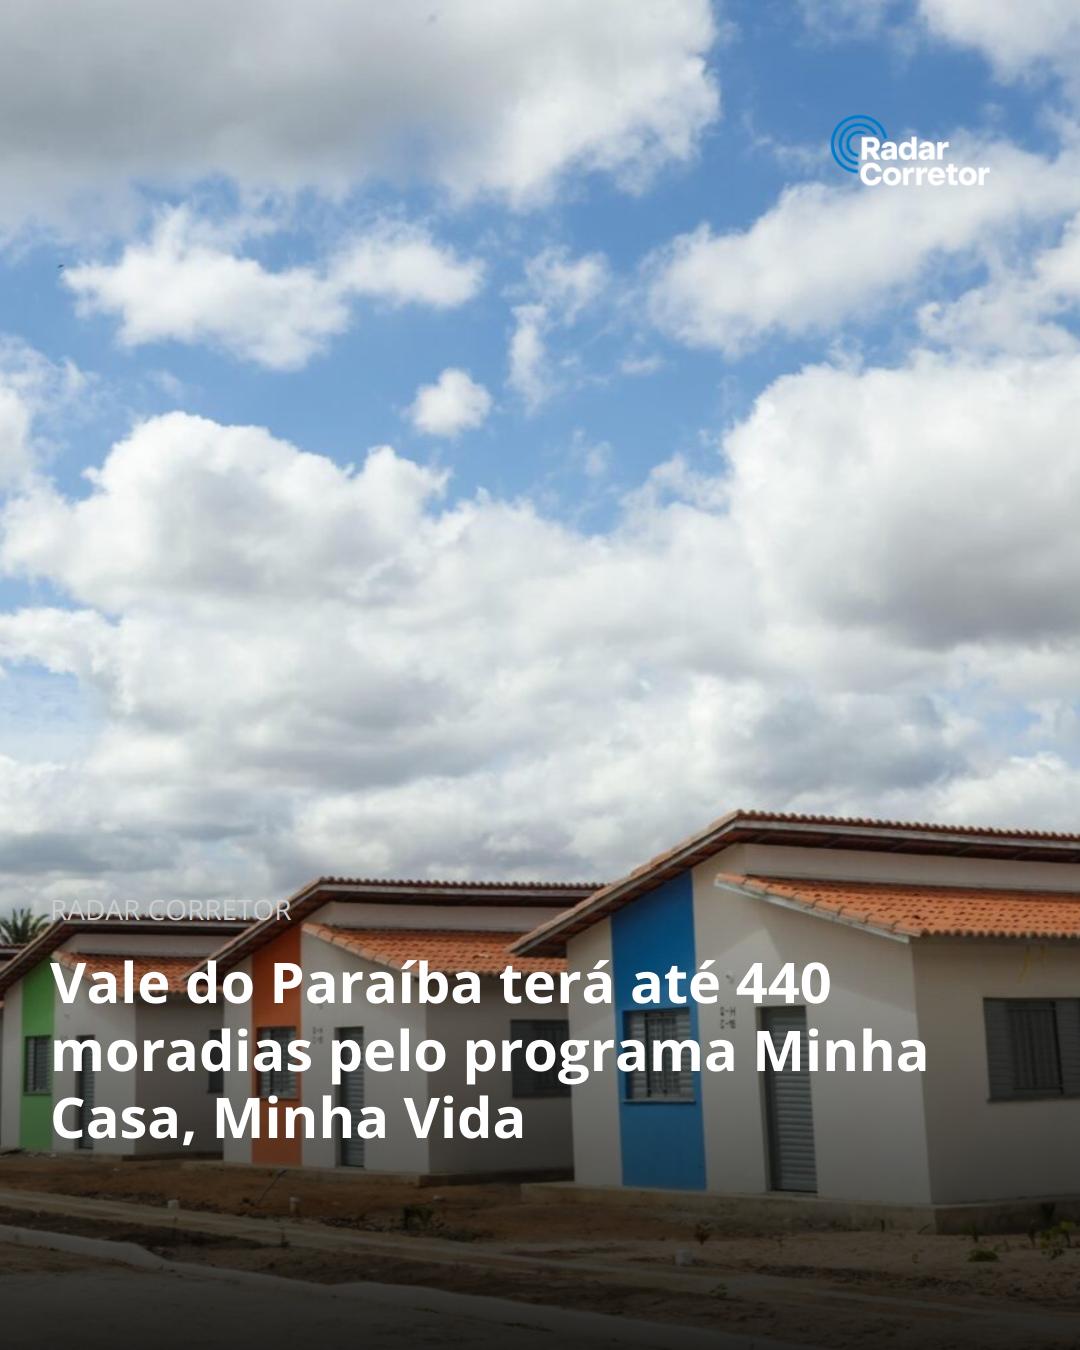 Radar
Corretor
RADAR CORRETOR
Vale do Paraíba terá até 440
moradias pelo programa Minha
Casa, Minha Vida